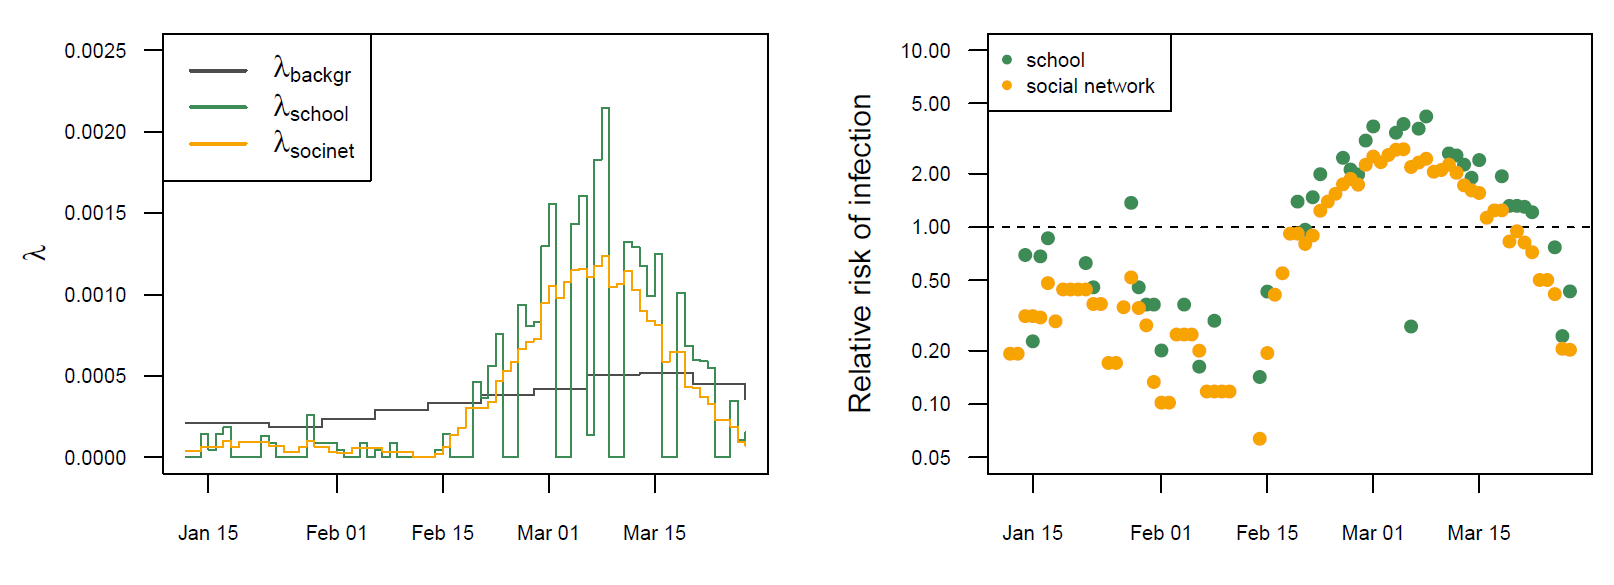 λ
0.0025
0.0020
0.0015
0.0010
0.0005
0.0000
λbackgr
λschool
λsocinet
Jan 15
Feb 01
Feb 15
Mar 01
Mar 15
Relative risk of infection
10.00
5.00
2.00
1.00
0.50
0.20
0.10
0.05
school
social network
Jan 15
Feb 01
Feb 15
Mar 01
Mar 15